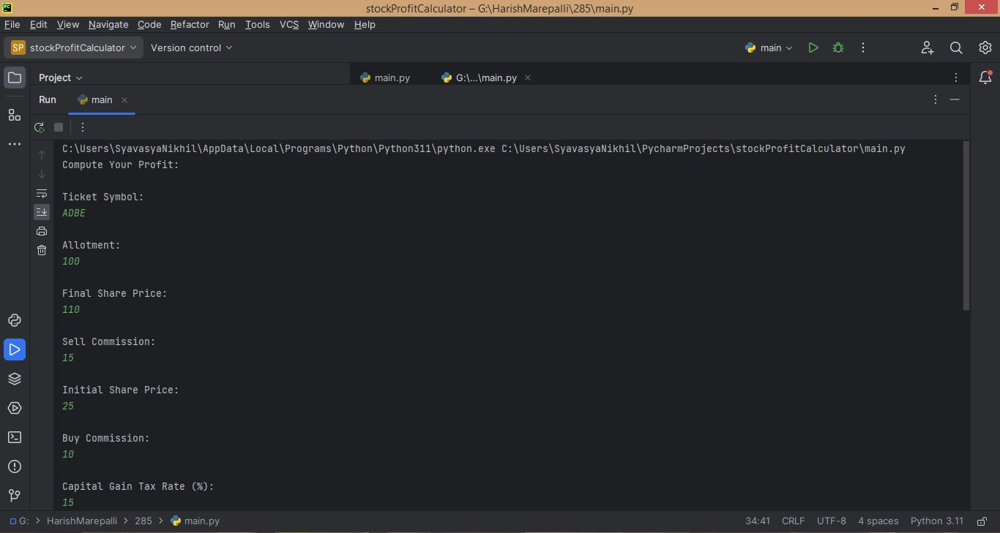 PC
stockProfitCalculator – G:\HarishMarepalli\285\main.py
File Edit View Navigate Code Refactor Run Tools VCS Window Help
SP stockProfitCalculator Version control main
Project main.py G:\...\main.py
Run main
C:\Users\SyavasyaNikhil\AppData\Local\Programs\Python\Python311\python.exe C:\Users\SyavasyaNikhil\PycharmProjects\stockProfitCalculator\main.py
Compute Your Profit:
Ticket Symbol:
ADBE
Allotment:
100
Final Share Price:
110
Sell Commission:
15
Initial Share Price:
25
Buy Commission:
10
Capital Gain Tax Rate (%):
15
G: > HarishMarepalli > 285 > main.py 34:41 CRLF UTF-8 4 spaces Python 3.11